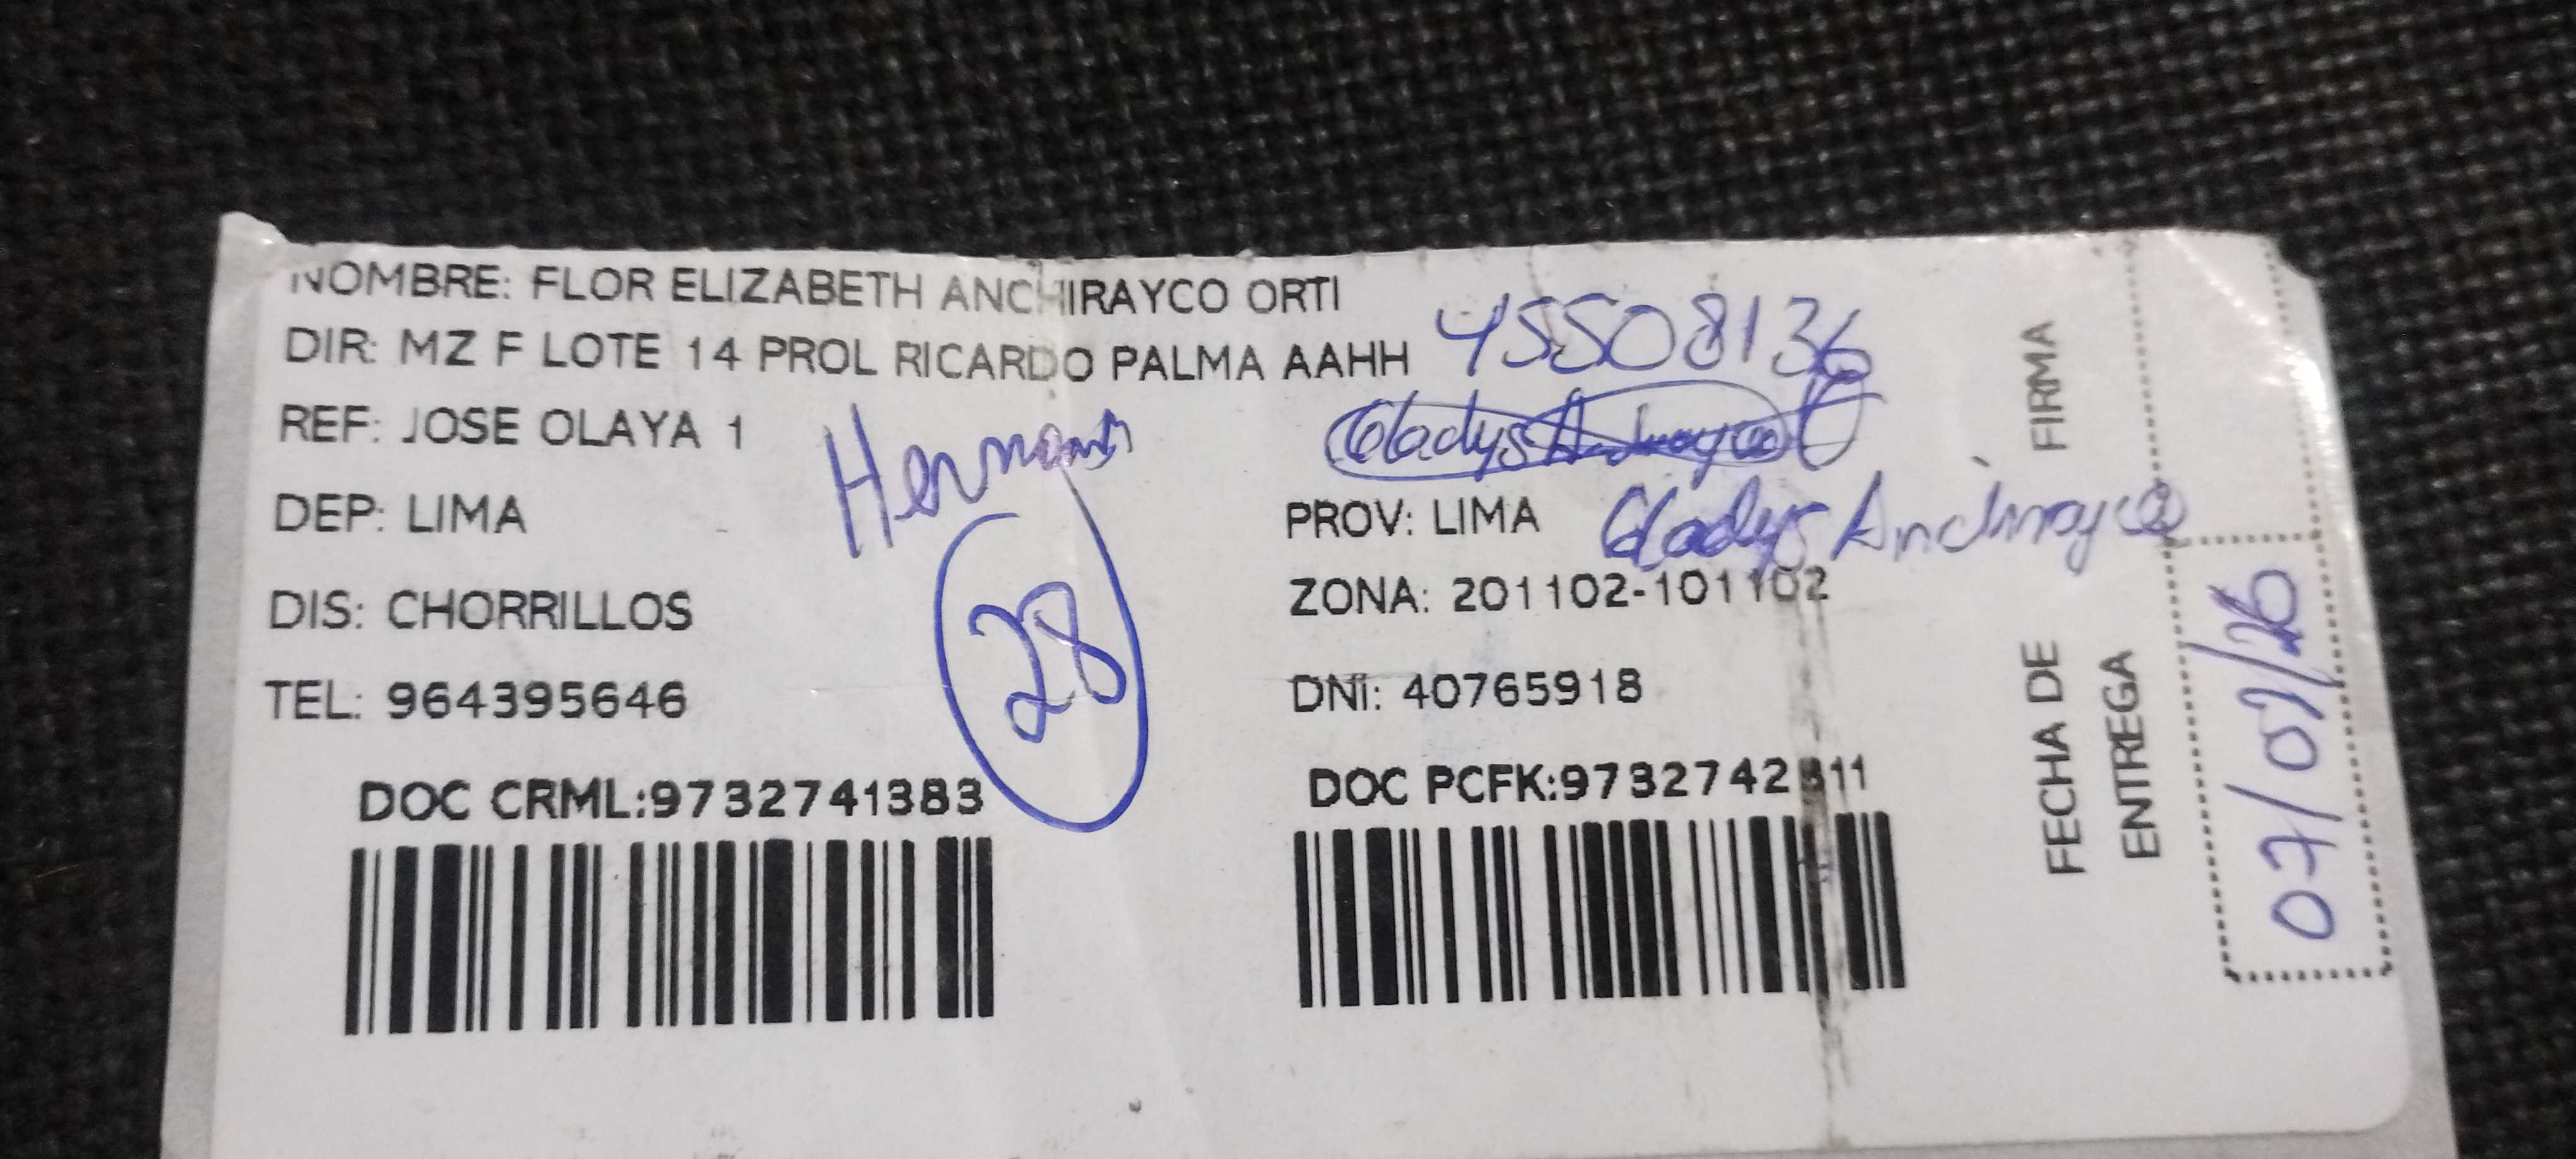 NOMBRE: FLOR ELIZABETH ANCHIRAYCO ORTI
DIR: MZ F LOTE 14 PROL RICARDO PALMA AAHH
45508136
REF: JOSE OLAYA 1
Gladys
DEP: LIMA
PROV: LIMA
Gladys Anchirayco
DIS: CHORRILLOS
28
ZONA: 201102-101102
TEL: 964395646
DNI: 40765918
DOC CRML:9732741383
DOC PCFK:9732742311
FIRMA
FECHA DE
ENTREGA
07/02/26